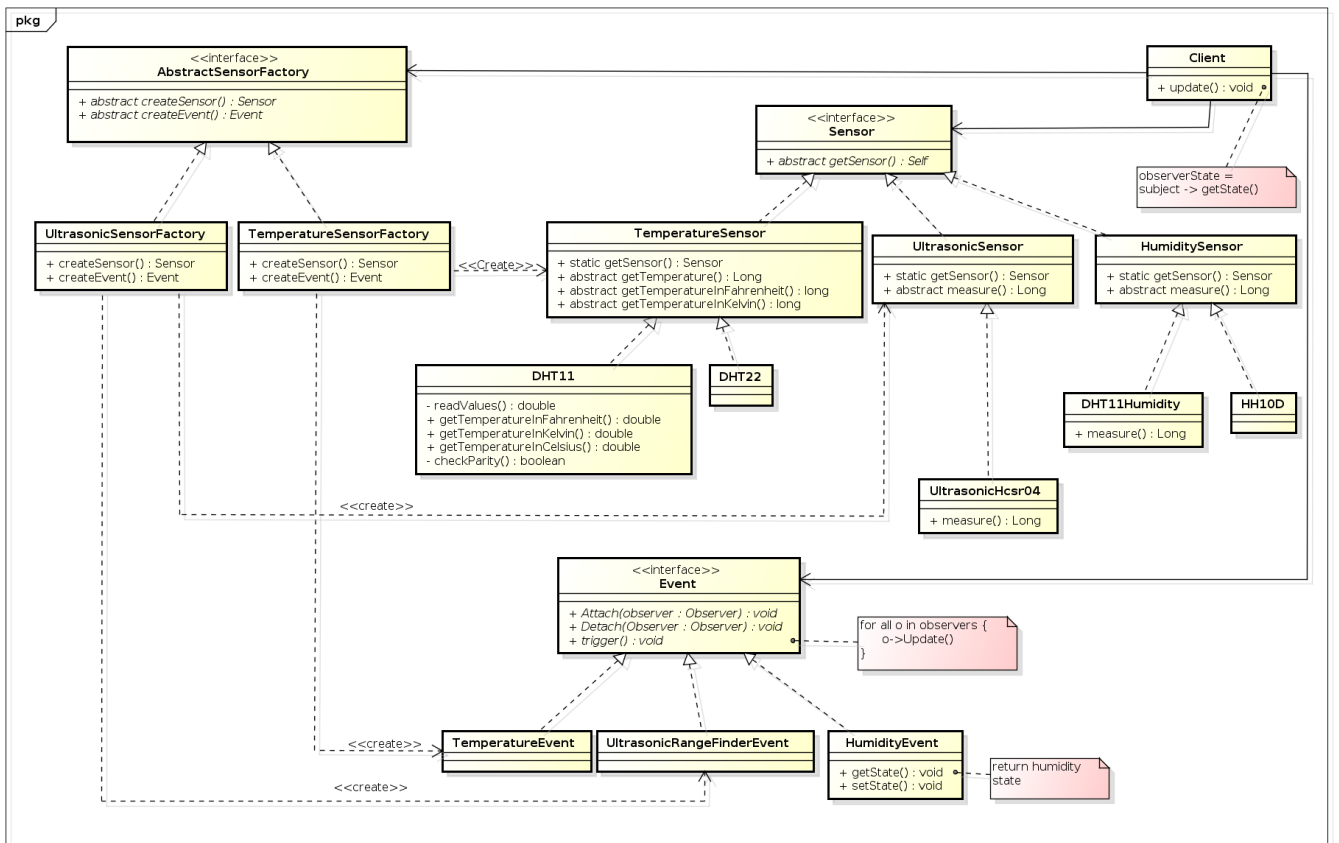 pkg
<<interface>>
AbstractSensorFactory
+ abstract createSensor() : Sensor
+ abstract createEvent() : Event
Client
+ update() : void
<<interface>>
Sensor
+ abstract getSensor() : Self
observerState =
subject -> getState()
UltrasonicSensorFactory
+ createSensor() : Sensor
+ createEvent() : Event
TemperatureSensorFactory
+ createSensor() : Sensor
+ createEvent() : Event
<<Create>>
TemperatureSensor
+ static getSensor() : Sensor
+ abstract getTemperature() : Long
+ abstract getTemperatureInFahrenheit() : long
+ abstract getTemperatureInKelvin() : long
UltrasonicSensor
+ static getSensor() : Sensor
+ abstract measure() : Long
HumiditySensor
+ static getSensor() : Sensor
+ abstract measure() : Long
DHT11
- readValues() : double
+ getTemperatureInFahrenheit() : double
+ getTemperatureInKelvin() : double
+ getTemperatureInCelsius() : double
- checkParity() : boolean
DHT22
DHT11Humidity
+ measure() : Long
HH10D
UltrasonicHcsr04
+ measure() : Long
<<create>>
<<interface>>
Event
+ Attach(observer : Observer) : void
+ Detach(Observer : Observer) : void
+ trigger() : void
for all o in observers {
o->Update()
}
<<create>>
TemperatureEvent
UltrasonicRangeFinderEvent
HumidityEvent
+ getState() : void
+ setState() : void
return humidity
state
<<create>>